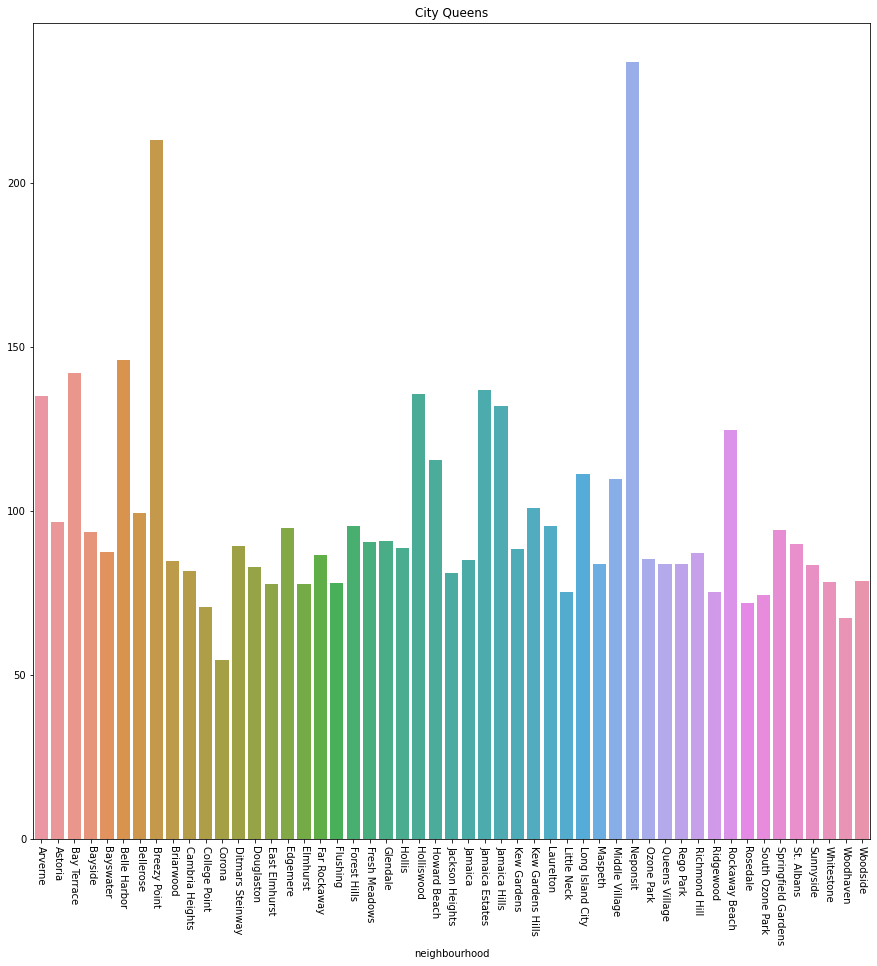 City Queens
200
150
100
50
0
Arverne
Astoria
Bay Terrace
Bayside
Bayswater
Belle Harbor
Bellerose
Breezy Point
Briarwood
Cambria Heights
College Point
Corona
Ditmars Steinway
Douglaston
East Elmhurst
Edgemere
Elmhurst
Far Rockaway
Flushing
Forest Hills
Fresh Meadows
Glendale
Hollis
Holliswood
Howard Beach
Jackson Heights
Jamaica
Jamaica Estates
Jamaica Hills
Kew Gardens
Kew Gardens Hills
Laurelton
Little Neck
Long Island City
Maspeth
Middle Village
Neponsit
Ozone Park
Queens Village
Rego Park
Richmond Hill
Ridgewood
Rockaway Beach
Rosedale
South Ozone Park
Springfield Gardens
St. Albans
Sunnyside
Whitestone
Woodhaven
Woodside
neighbourhood